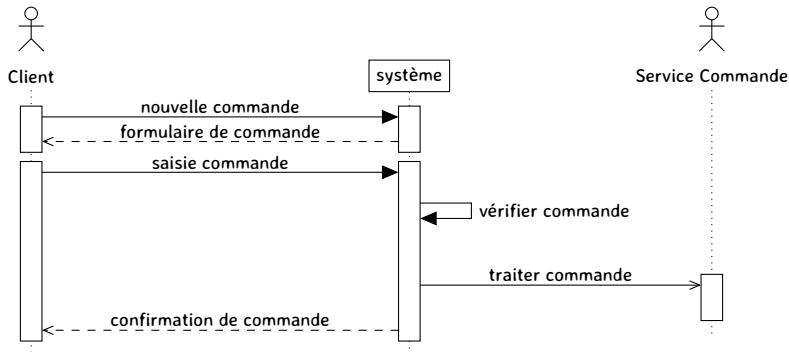 Client
système
Service Commande
nouvelle commande
formulaire de commande
saisie commande
vérifier commande
traiter commande
confirmation de commande